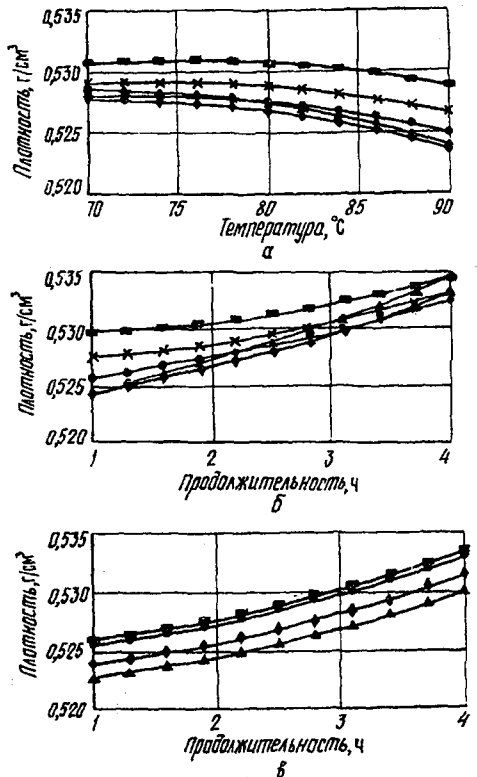 Плотность, г/см³
0,535
0,530
0,525
0,520
70 75 80 85 90
Температура, °С
а
Плотность, г/см³
0,535
0,530
0,525
0,520
1 2 3 4
Продолжительность, ч
б
Плотность, г/см³
0,535
0,530
0,525
0,520
1 2 3 4
Продолжительность, ч
в